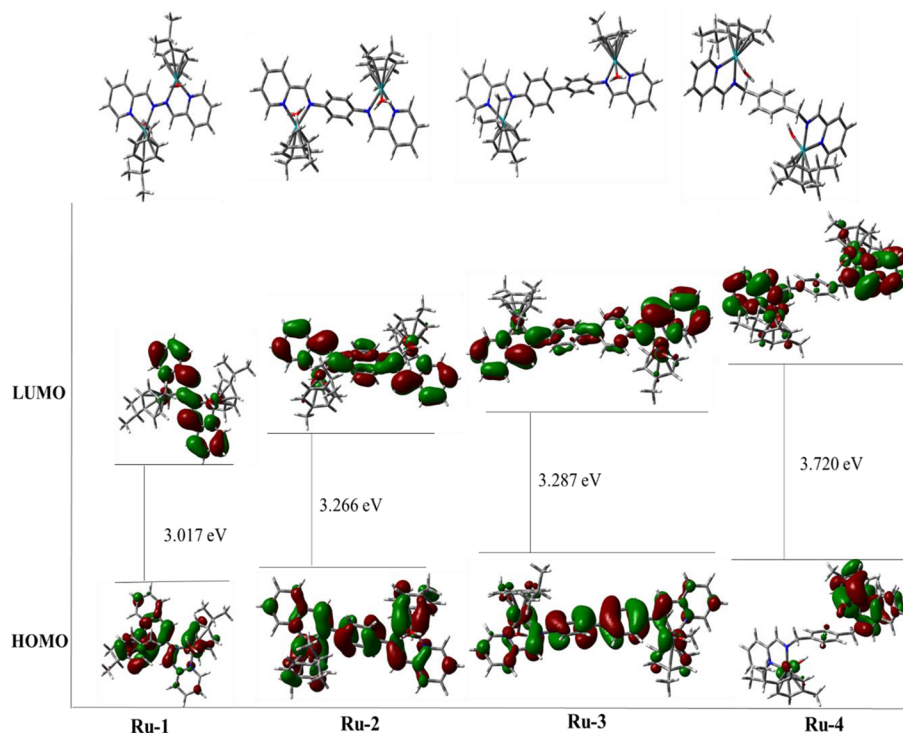 LUMO
3.017 eV
3.266 eV
3.287 eV
3.720 eV
HOMO
Ru-1
Ru-2
Ru-3
Ru-4